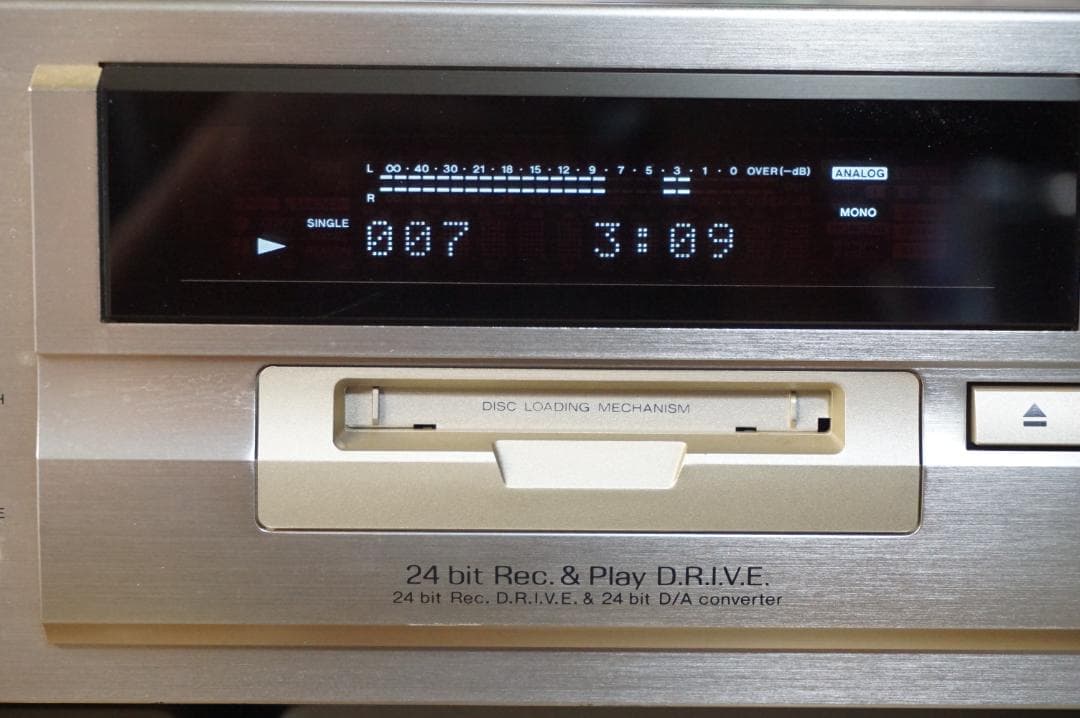 L ∞ · 40 · 30 · 21 · 18 · 15 · 12 · 9 · 7 · 5 · 3 · 1 · 0 OVER(-dB) ANALOG
R
MONO
SINGLE
007 3:09
H
DISC LOADING MECHANISM
E
24 bit Rec. & Play D.R.I.V.E.
24 bit Rec. D.R.I.V.E. & 24 bit D/A converter